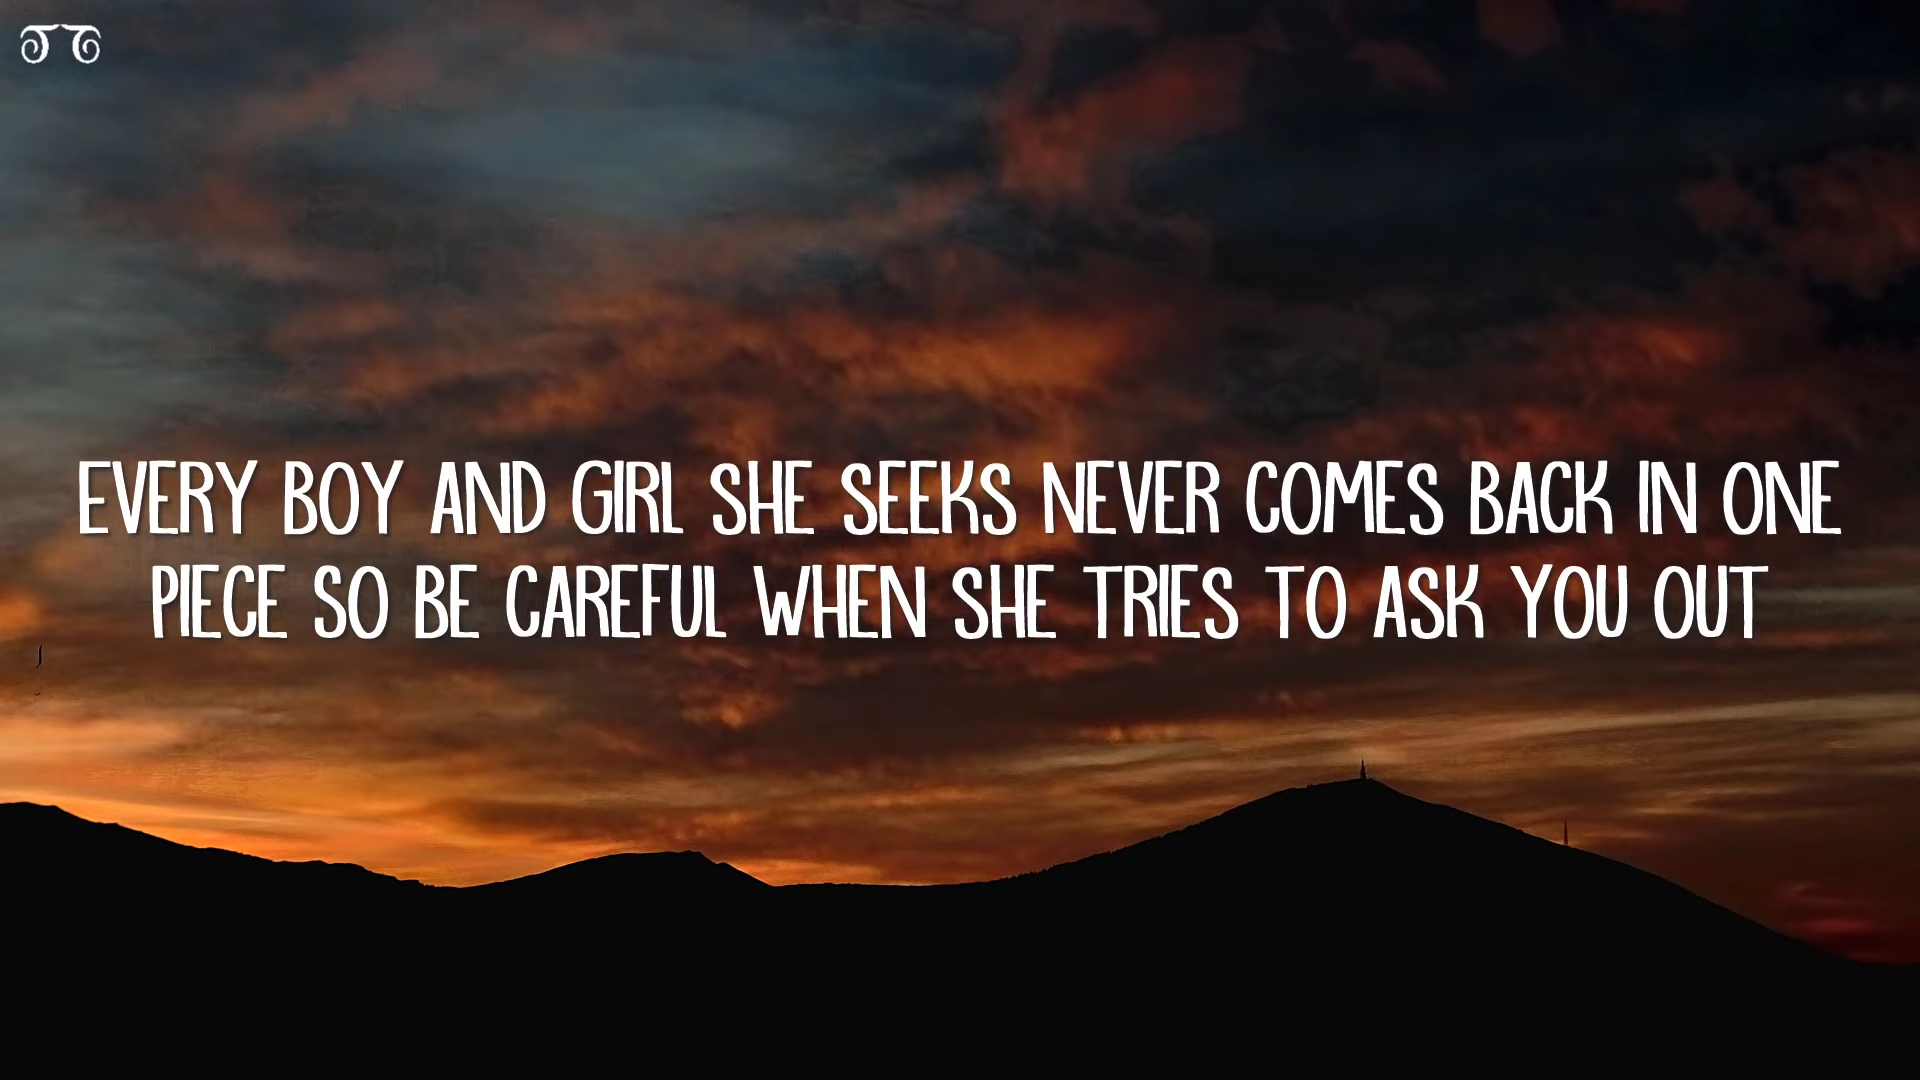 EVERY BOY AND GIRL SHE SEEKS NEVER COMES BACK IN ONE
PIECE SO BE CAREFUL WHEN SHE TRIES TO ASK YOU OUT